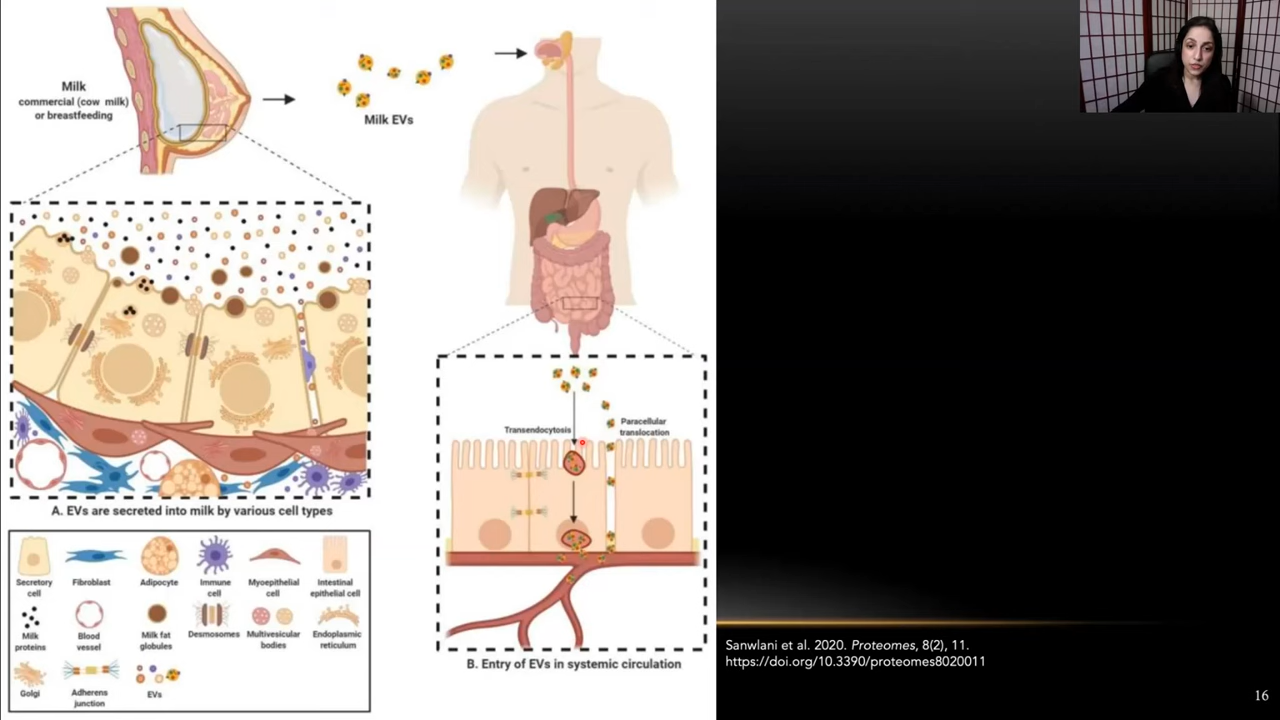 Milk
commercial (cow milk)
or breastfeeding
Milk EVs
A. EVs are secreted into milk by various cell types
Secretory
cell
Fibroblast
Adipocyte
Immune
cell
Myoepithelial
cell
Intestinal
epithelial cell
Milk
proteins
Blood
vessel
Milk fat
globules
Desmosomes
Multivesicular
bodies
Endoplasmic
reticulum
Golgi
Adherens
junction
EVs
Transendocytosis
Paracellular
translocation
B. Entry of EVs in systemic circulation
Sanwlani et al. 2020. Proteomes, 8(2), 11.
https://doi.org/10.3390/proteomes8020011
16